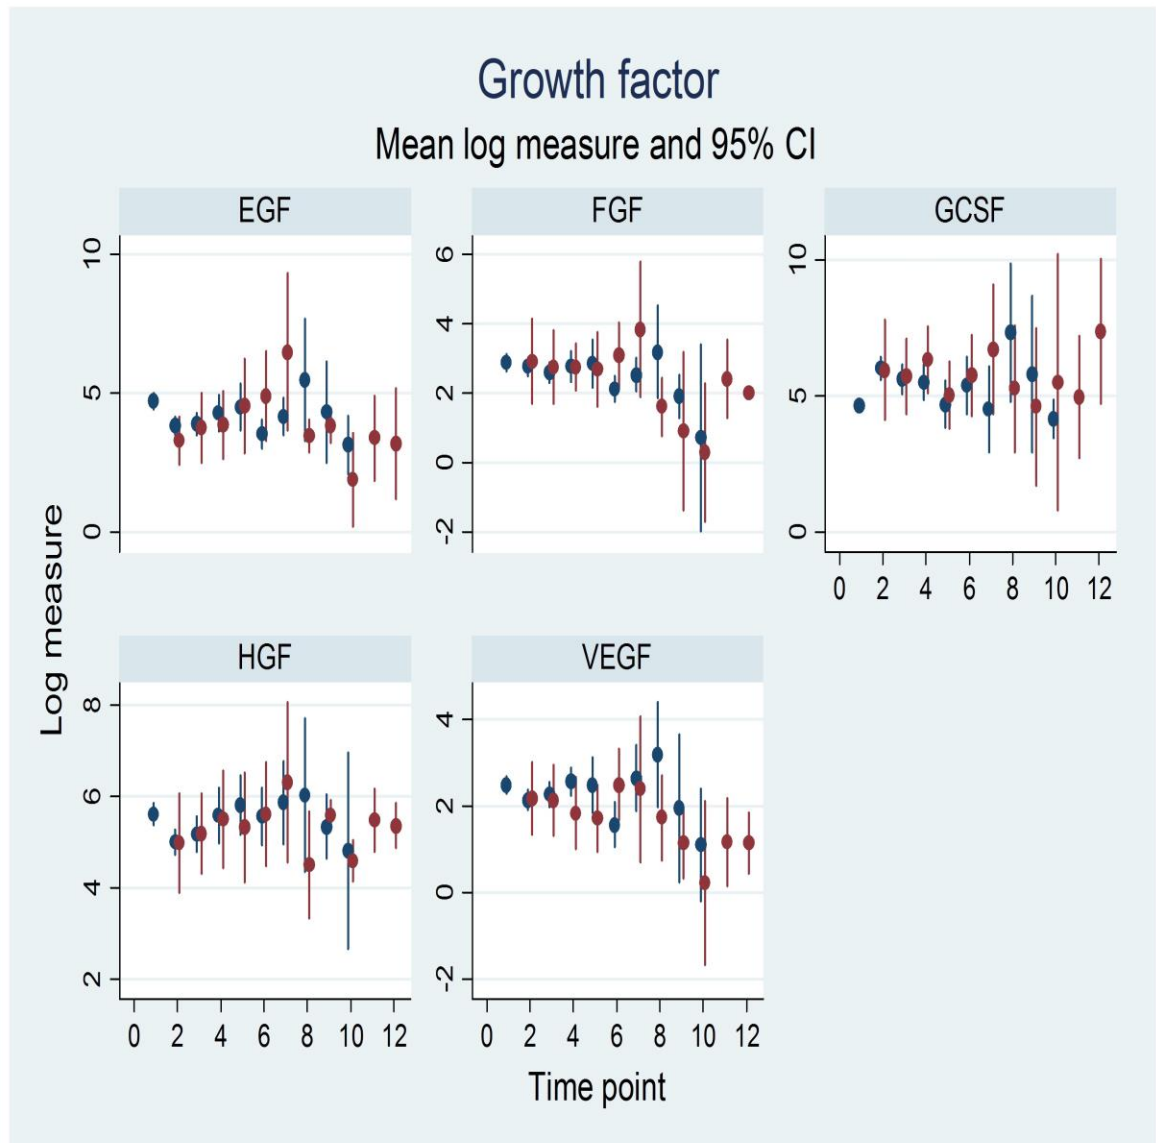 Growth factor
Mean log measure and 95% CI
EGF
FGF
GCSF
10
5
0
6
4
2
0
-2
10
5
0
0 2 4 6 8 10 12
Log measure
HGF
VEGF
8
6
4
2
4
2
0
-2
0 2 4 6 8 10 12
0 2 4 6 8 10 12
Time point